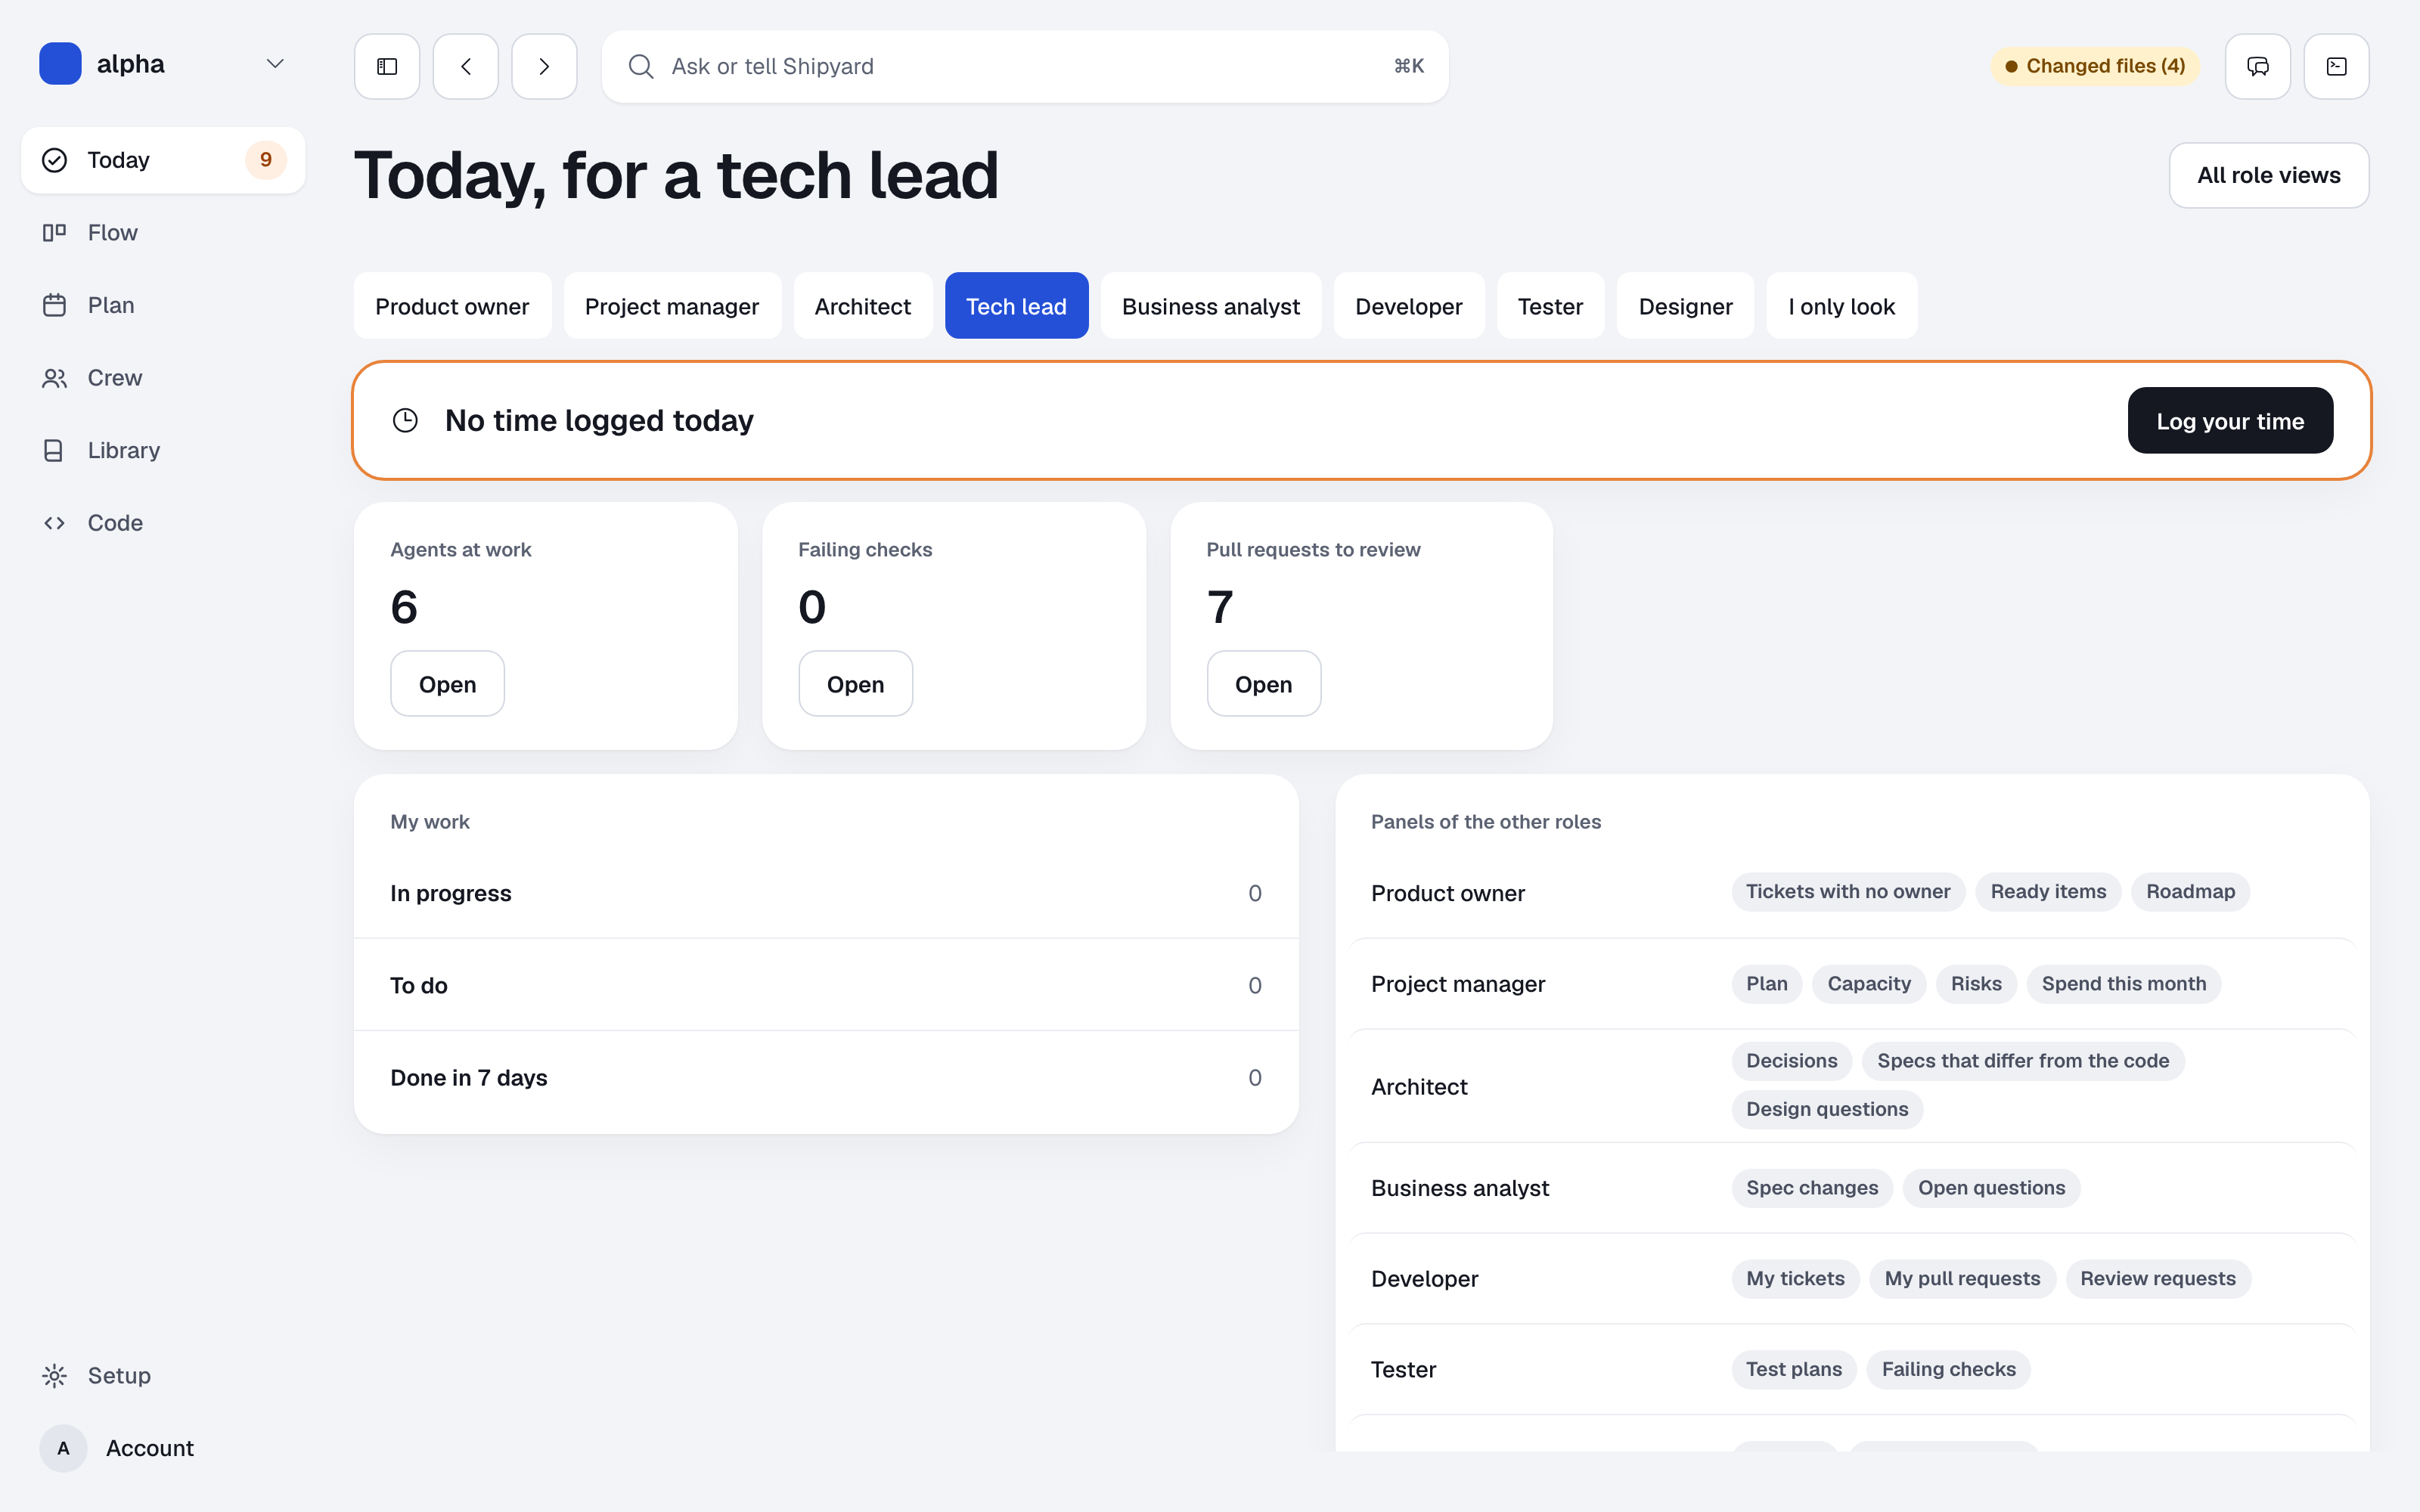 alpha
Ask or tell Shipyard
⌘K
Changed files (4)
Today
9
Flow
Plan
Crew
Library
Code
Setup
A
Account
Today, for a tech lead
All role views
Product owner
Project manager
Architect
Tech lead
Business analyst
Developer
Tester
Designer
I only look
No time logged today
Log your time
Agents at work
6
Open
Failing checks
0
Open
Pull requests to review
7
Open
My work
In progress 0
To do 0
Done in 7 days 0
Panels of the other roles
Product owner Tickets with no owner Ready items Roadmap
Project manager Plan Capacity Risks Spend this month
Architect Decisions Specs that differ from the code
Design questions
Business analyst Spec changes Open questions
Developer My tickets My pull requests Review requests
Tester Test plans Failing checks